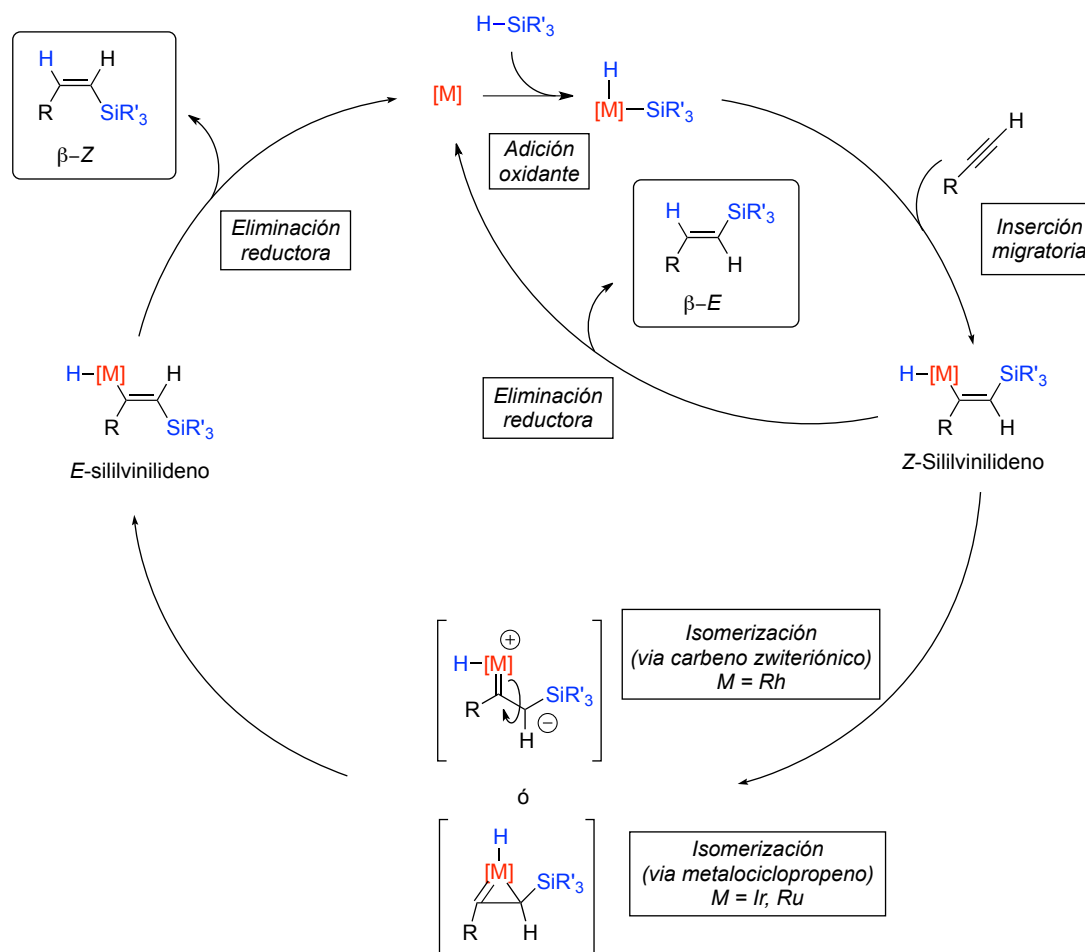 H−SiR'3
H
[M]
[M]−SiR'3
Adición
oxidante
H
H
R
SiR'3
β−Z
Eliminación
reductora
H
R
Inserción
migratoria
H
SiR'3
R
H
β−E
Eliminación
reductora
H−[M]
H
R
SiR'3
E-sililvinilideno
H−[M]
SiR'3
R
H
Z-Sililvinilideno
+
H−[M]
SiR'3
R
H
−
Isomerización
(via carbeno zwiteriónico)
M = Rh
ó
H
[M]
SiR'3
R
H
Isomerización
(via metalociclopropeno)
M = Ir, Ru